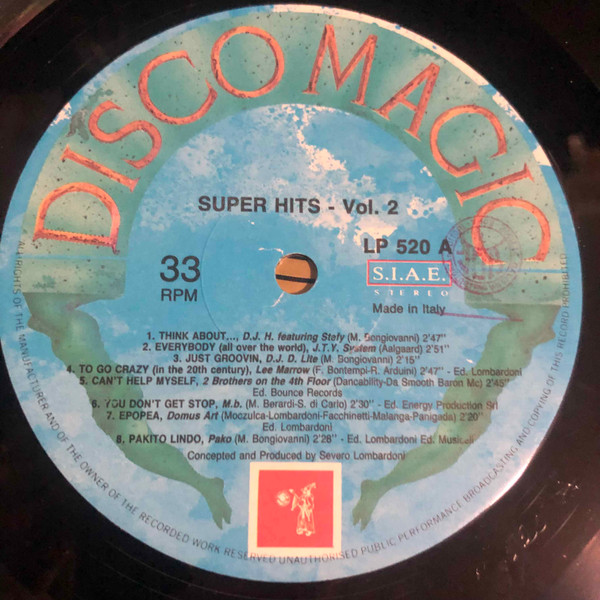 DISCO MAGIC
SUPER HITS - Vol. 2
LP 520 A
33
RPM
S.I.A.E.
STEREO
Made in Italy
1. THINK ABOUT..., D.J. H. featuring Stefy (M. Bongiovanni) 2'47"
2. EVERYBODY (all over the world), J.T.Y. System (Aalgaard) 2'51"
3. JUST GROOVIN, D.J. D. Lite (M. Bongiovanni) 2'15"
4. TO GO CRAZY (in the 20th century), Lee Marrow (F. Bontempi-R. Arduini) 2'47" - Ed. Lombardoni
5. CAN'T HELP MYSELF, 2 Brothers on the 4th Floor (Dancability-Da Smooth Baron Mc) 2'45"
Ed. Bounce Records
6. YOU DON'T GET STOP, M.b. (M. Berardi-S. di Carlo) 2'30" - Ed. Energy Production Srl
7. EPOPEA, Domus Art (Moczulca-Lombardoni-Facchinetti-Malanga-Panigada) 2'20"
Ed. Lombardoni
8. PAKITO LINDO, Pako (M. Bongiovanni) 2'28" - Ed. Lombardoni Ed. Musicali
Concepted and Produced by Severo Lombardoni
ALL RIGHTS OF THE MANUFACTURER AND OF THE OWNER OF THE RECORDED WORK RESERVED UNAUTHORISED PUBLIC PERFORMANCE BROADCASTING AND COPYING OF THIS RECORD PROHIBITED